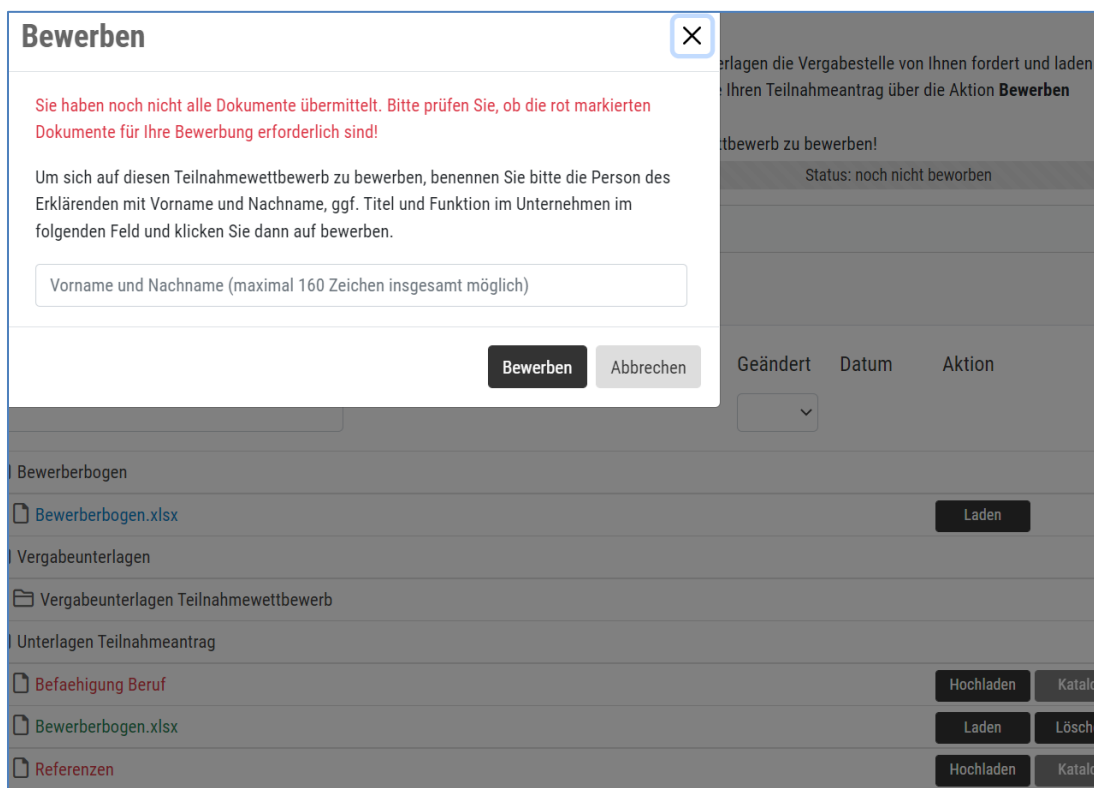 Bewerben
erlagen die Vergabestelle von Ihnen fordert und laden
Ihren Teilnahmeantrag über die Aktion Bewerben
tbewerb zu bewerben!
Status: noch nicht beworben
Sie haben noch nicht alle Dokumente übermittelt. Bitte prüfen Sie, ob die rot markierten
Dokumente für Ihre Bewerbung erforderlich sind!
Um sich auf diesen Teilnahmewettbewerb zu bewerben, benennen Sie bitte die Person des
Erklärenden mit Vorname und Nachname, ggf. Titel und Funktion im Unternehmen im
folgenden Feld und klicken Sie dann auf bewerben.
Vorname und Nachname (maximal 160 Zeichen insgesamt möglich)
Bewerben Abbrechen
Geändert Datum Aktion
Bewerberbogen
Bewerberbogen.xlsx Laden
Vergabeunterlagen
Vergabeunterlagen Teilnahmewettbewerb
Unterlagen Teilnahmeantrag
Befaehigung Beruf Hochladen Katalo
Bewerberbogen.xlsx Laden Lösch
Referenzen Hochladen Katalo